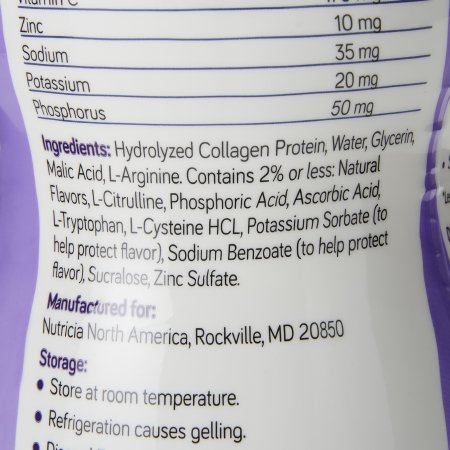 Vitamin C
Zinc 10 mg
Sodium 35 mg
Potassium 20 mg
Phosphorus 50 mg
Ingredients: Hydrolyzed Collagen Protein, Water, Glycerin,
Malic Acid, L-Arginine. Contains 2% or less: Natural
Flavors, L-Citrulline, Phosphoric Acid, Ascorbic Acid,
L-Tryptophan, L-Cysteine HCL, Potassium Sorbate (to
help protect flavor), Sodium Benzoate (to help protect
flavor), Sucralose, Zinc Sulfate.
Manufactured for:
Nutricia North America, Rockville, MD 20850
Storage:
• Store at room temperature.
• Refrigeration causes gelling.